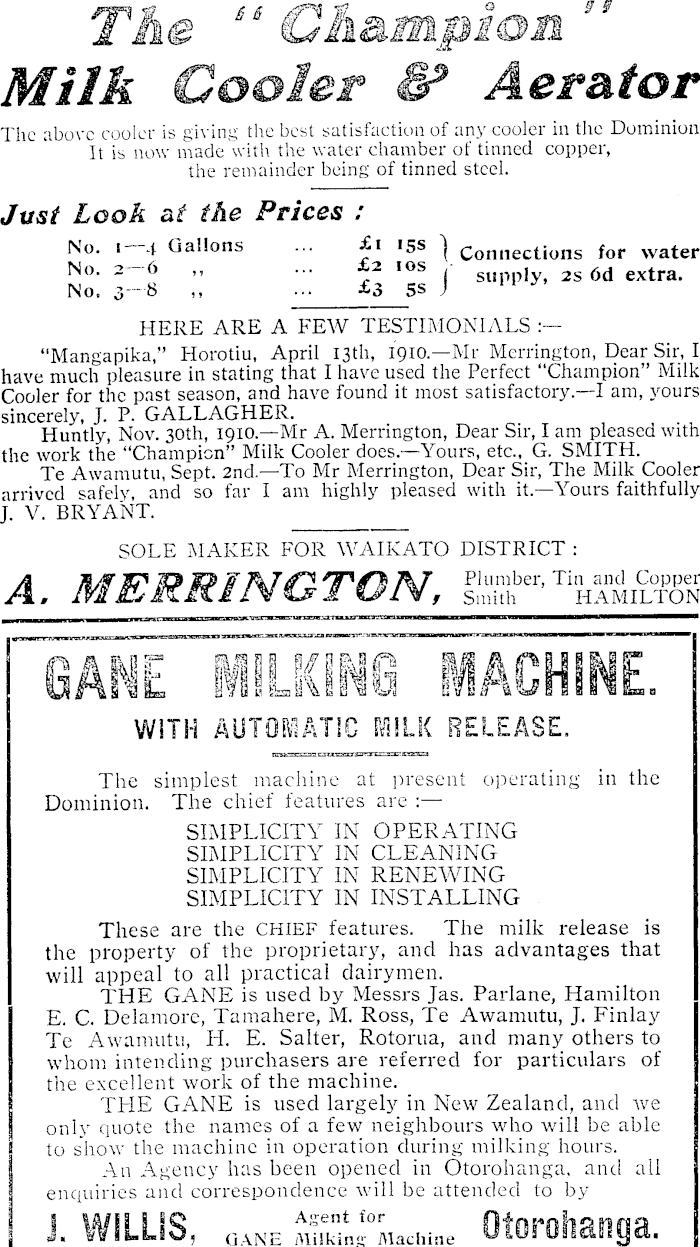 The "Champion"
Milk Cooler & Aerator
The above cooler is giving the best satisfaction of any cooler in the Dominion
It is now made with the water chamber of tinned copper,
the remainder being of tinned steel.
Just Look at the Prices :
No. 1—4 Gallons ... £1 15s
No. 2—6 ,, ... £2 10s
No. 3—8 ,, ... £3 5s
Connections for water
supply, 2s 6d extra.
HERE ARE A FEW TESTIMONIALS :—
"Mangapika," Horotiu, April 13th, 1910.—Mr Merrington, Dear Sir, I
have much pleasure in stating that I have used the Perfect "Champion" Milk
Cooler for the past season, and have found it most satisfactory.—I am, yours
sincerely, J. P. GALLAGHER.
Huntly, Nov. 30th, 1910.—Mr A. Merrington, Dear Sir, I am pleased with
the work the "Champion" Milk Cooler does.—Yours, etc., G. SMITH.
Te Awamutu, Sept. 2nd.—To Mr Merrington, Dear Sir, The Milk Cooler
arrived safely, and so far I am highly pleased with it.—Yours faithfully
J. V. BRYANT.
SOLE MAKER FOR WAIKATO DISTRICT :
A. MERRINGTON, Plumber, Tin and Copper
Smith HAMILTON
GANE MILKING MACHINE.
WITH AUTOMATIC MILK RELEASE.
The simplest machine at present operating in the
Dominion. The chief features are :—
SIMPLICITY IN OPERATING
SIMPLICITY IN CLEANING
SIMPLICITY IN RENEWING
SIMPLICITY IN INSTALLING
These are the CHIEF features. The milk release is
the property of the proprietary, and has advantages that
will appeal to all practical dairymen.
THE GANE is used by Messrs Jas. Parlane, Hamilton
E. C. Delamore, Tamahere, M. Ross, Te Awamutu, J. Finlay
Te Awamutu, H. E. Salter, Rotorua, and many others to
whom intending purchasers are referred for particulars of
the excellent work of the machine.
THE GANE is used largely in New Zealand, and we
only quote the names of a few neighbours who will be able
to show the machine in operation during milking hours.
An Agency has been opened in Otorohanga, and all
enquiries and correspondence will be attended to by
J. WILLIS, Agent for
GANE Milking Machine Otorohanga.